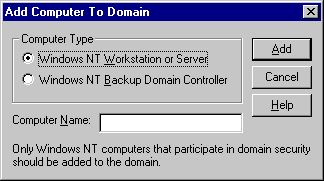 Add Computer To Domain
Computer Type
Windows NT Workstation or Server
Windows NT Backup Domain Controller
Add
Cancel
Help
Computer Name:
Only Windows NT computers that participate in domain security
should be added to the domain.